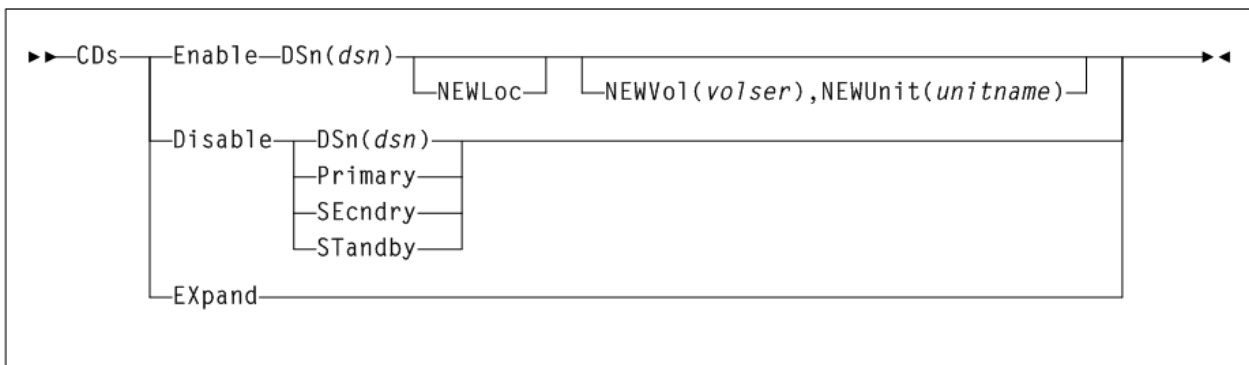 CDs Enable DSn(dsn)
NEWLoc NEWVol(volser),NEWUnit(unitname)
Disable DSn(dsn)
Primary
SEcndry
STandby
EXpand